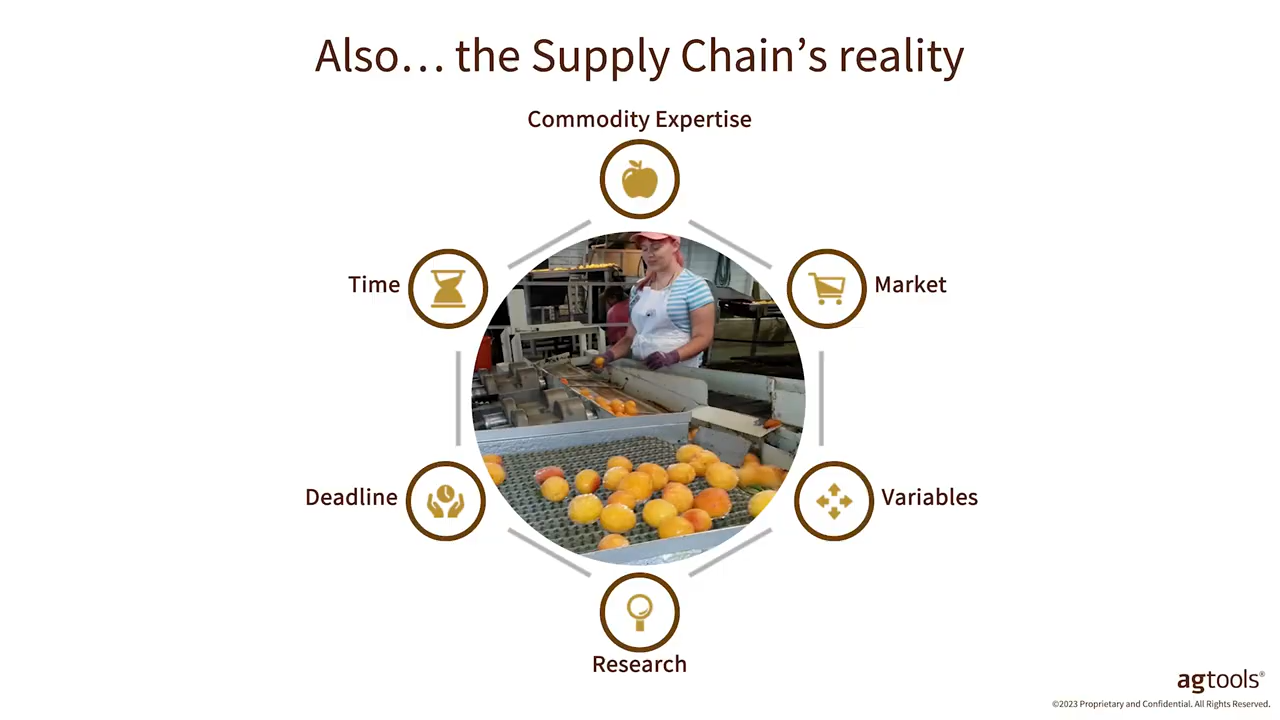 Also… the Supply Chain’s reality
Commodity Expertise
Time
Market
Deadline
Variables
Research
agtools®
©2023 Proprietary and Confidential. All Rights Reserved.